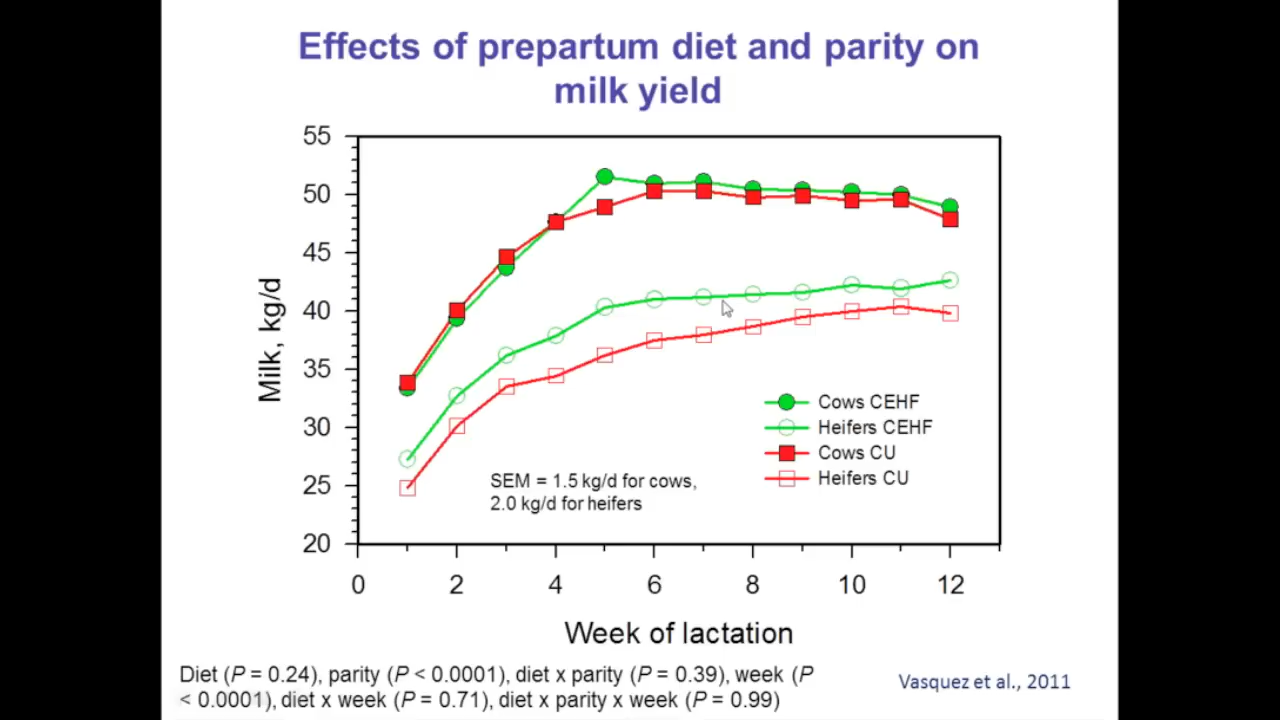 Effects of prepartum diet and parity on
milk yield
55
50
45
40
35
30
25
20
Milk, kg/d
Cows CEHF
Heifers CEHF
Cows CU
Heifers CU
SEM = 1.5 kg/d for cows,
2.0 kg/d for heifers
0 2 4 6 8 10 12
Week of lactation
Diet (P = 0.24), parity (P < 0.0001), diet x parity (P = 0.39), week (P
< 0.0001), diet x week (P = 0.71), diet x parity x week (P = 0.99)
Vasquez et al., 2011